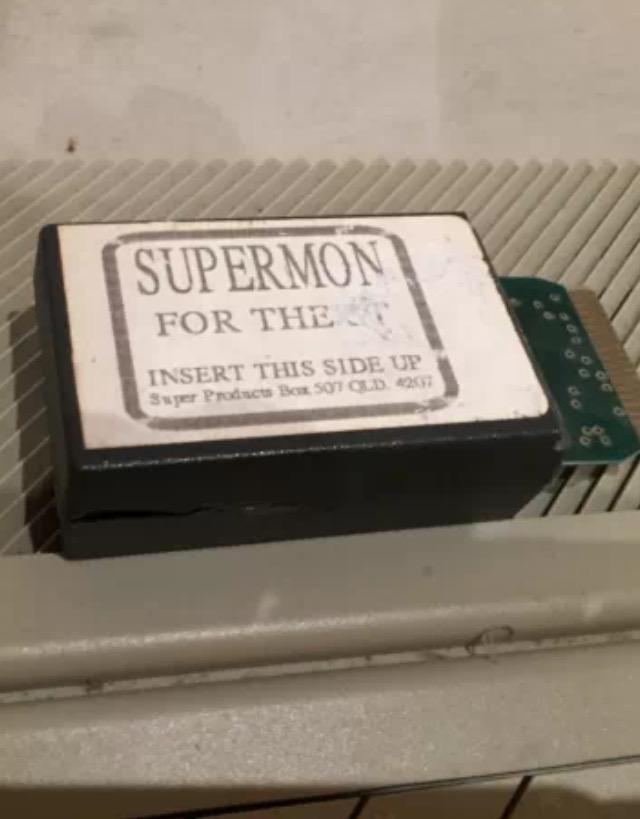 SUPERMON
FOR THE
INSERT THIS SIDE UP
Super Products Box 507 QLD. 4207